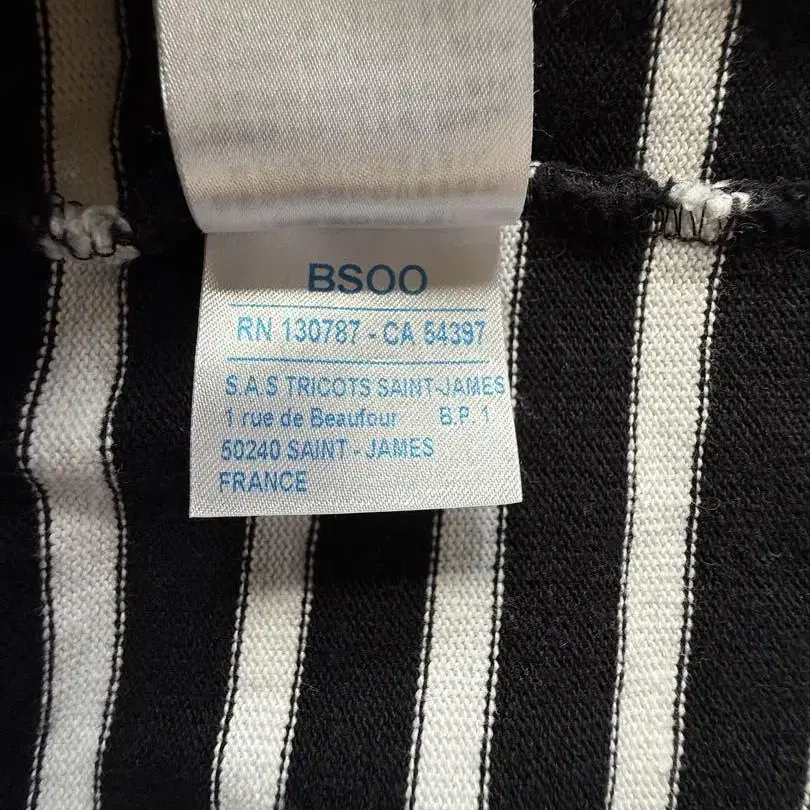 BSOO
RN 130787 - CA 54397
S.A.S TRICOTS SAINT-JAMES
1 rue de Beaufour B.P. 1
50240 SAINT - JAMES
FRANCE